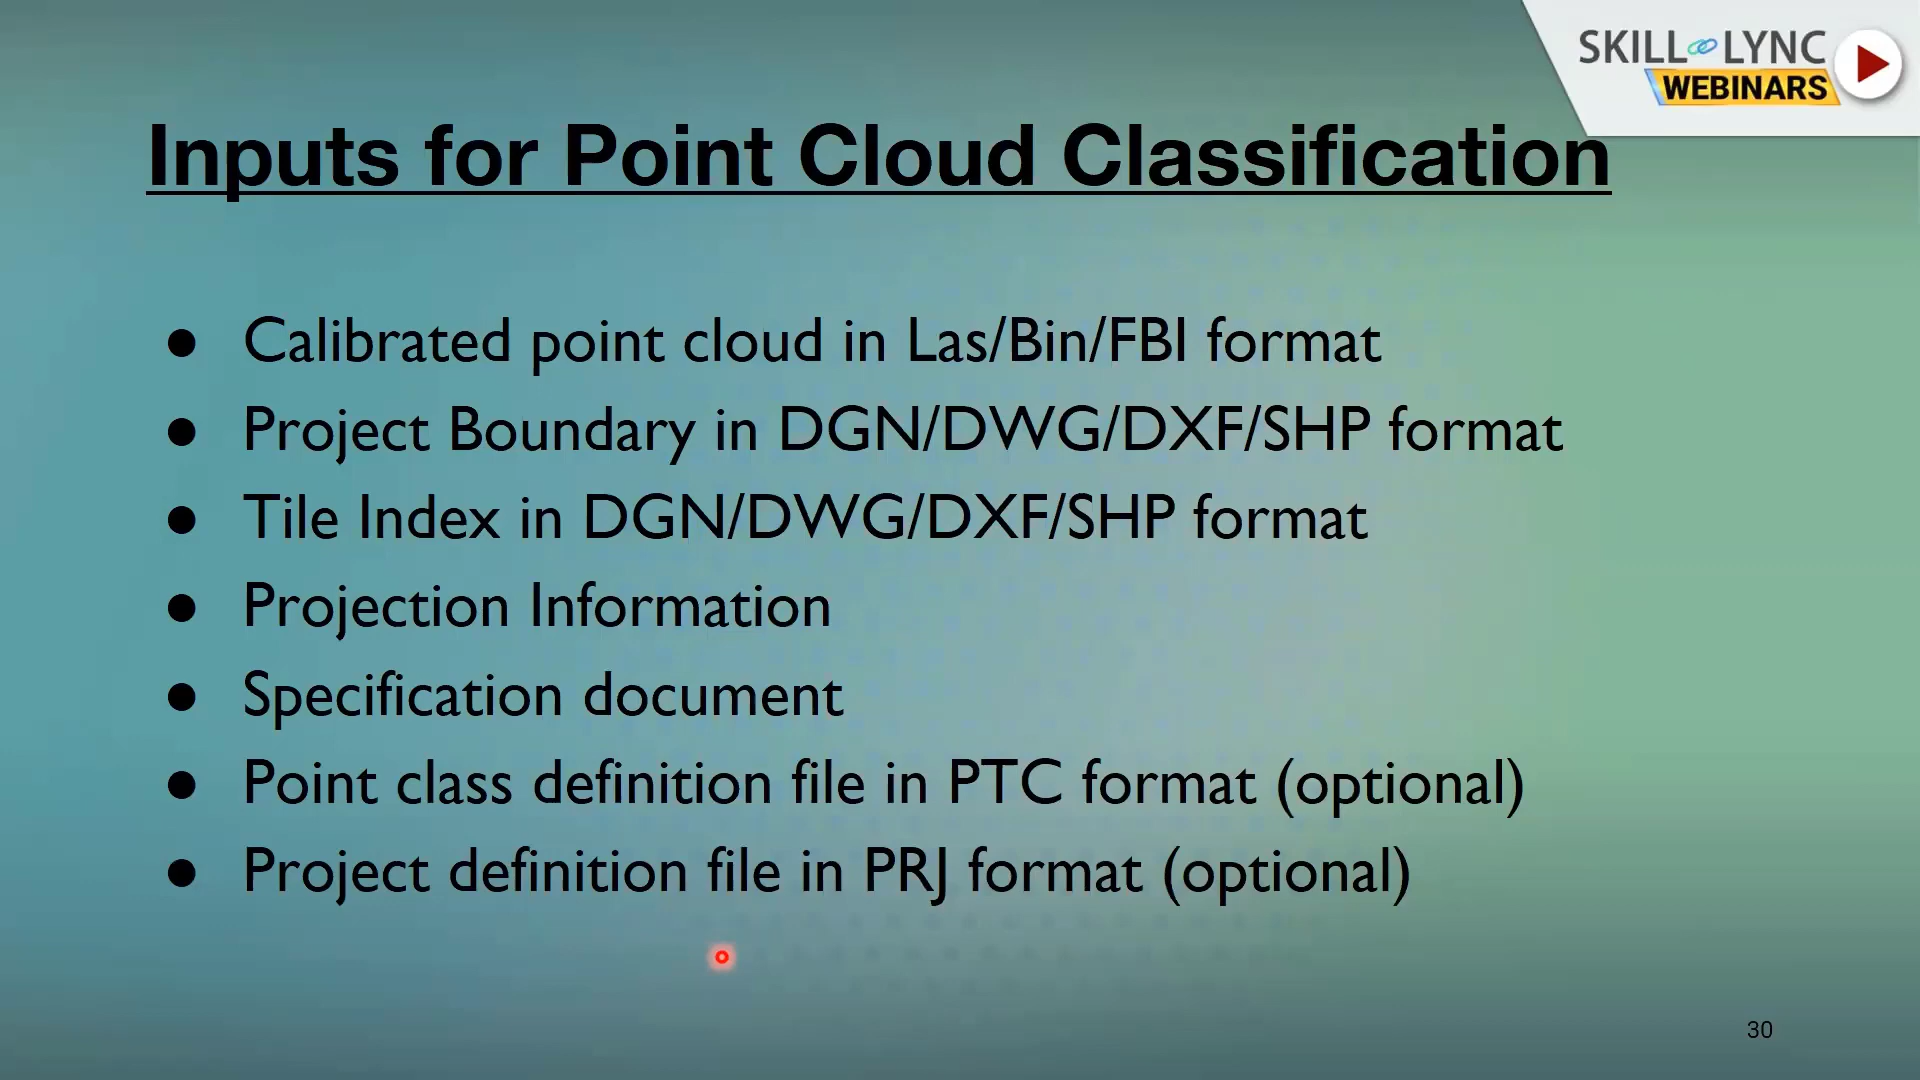 SKILL LYNC
WEBINARS
Inputs for Point Cloud Classification
● Calibrated point cloud in Las/Bin/FBI format
● Project Boundary in DGN/DWG/DXF/SHP format
● Tile Index in DGN/DWG/DXF/SHP format
● Projection Information
● Specification document
● Point class definition file in PTC format (optional)
● Project definition file in PRJ format (optional)
30